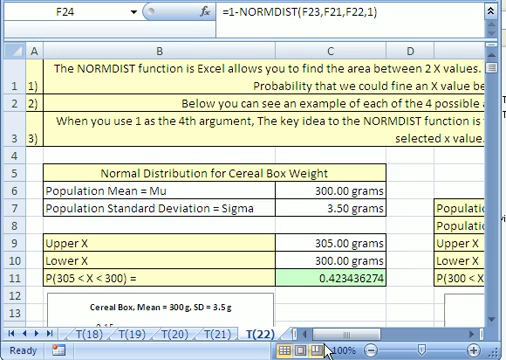 F24 fx =1-NORMDIST(F23,F21,F22,1)
A B C D
1 1) The NORMDIST function is Excel allows you to find the area between 2 X values.
Probability that we could fine an X value be
2 2) Below you can see an example of each of the 4 possible a
3 3) When you use 1 as the 4th argument, The key idea to the NORMDIST function is
selected x value.
4
5 Normal Distribution for Cereal Box Weight
6 Population Mean = Mu 300.00 grams
7 Population Standard Deviation = Sigma 3.50 grams Populatio
8 Populatio
9 Upper X 305.00 grams Upper X
10 Lower X 300.00 grams Lower X
11 P(305 < X < 300) = 0.423436274 P(300 < X
12
13 Cereal Box, Mean = 300 g, SD = 3.5 g
14
T(18) T(19) T(20) T(21) T(22)
Ready 100%